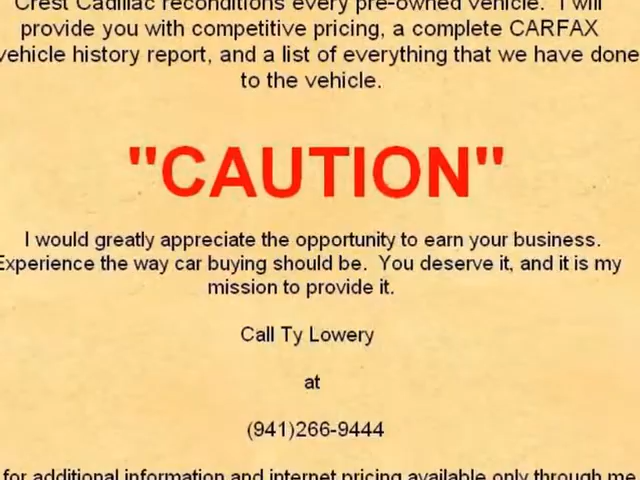 Crest Cadillac reconditions every pre-owned vehicle. I will
provide you with competitive pricing, a complete CARFAX
vehicle history report, and a list of everything that we have done
to the vehicle.
"CAUTION"
I would greatly appreciate the opportunity to earn your business.
Experience the way car buying should be. You deserve it, and it is my
mission to provide it.
Call Ty Lowery
at
(941)266-9444
for additional information and internet pricing available only through me